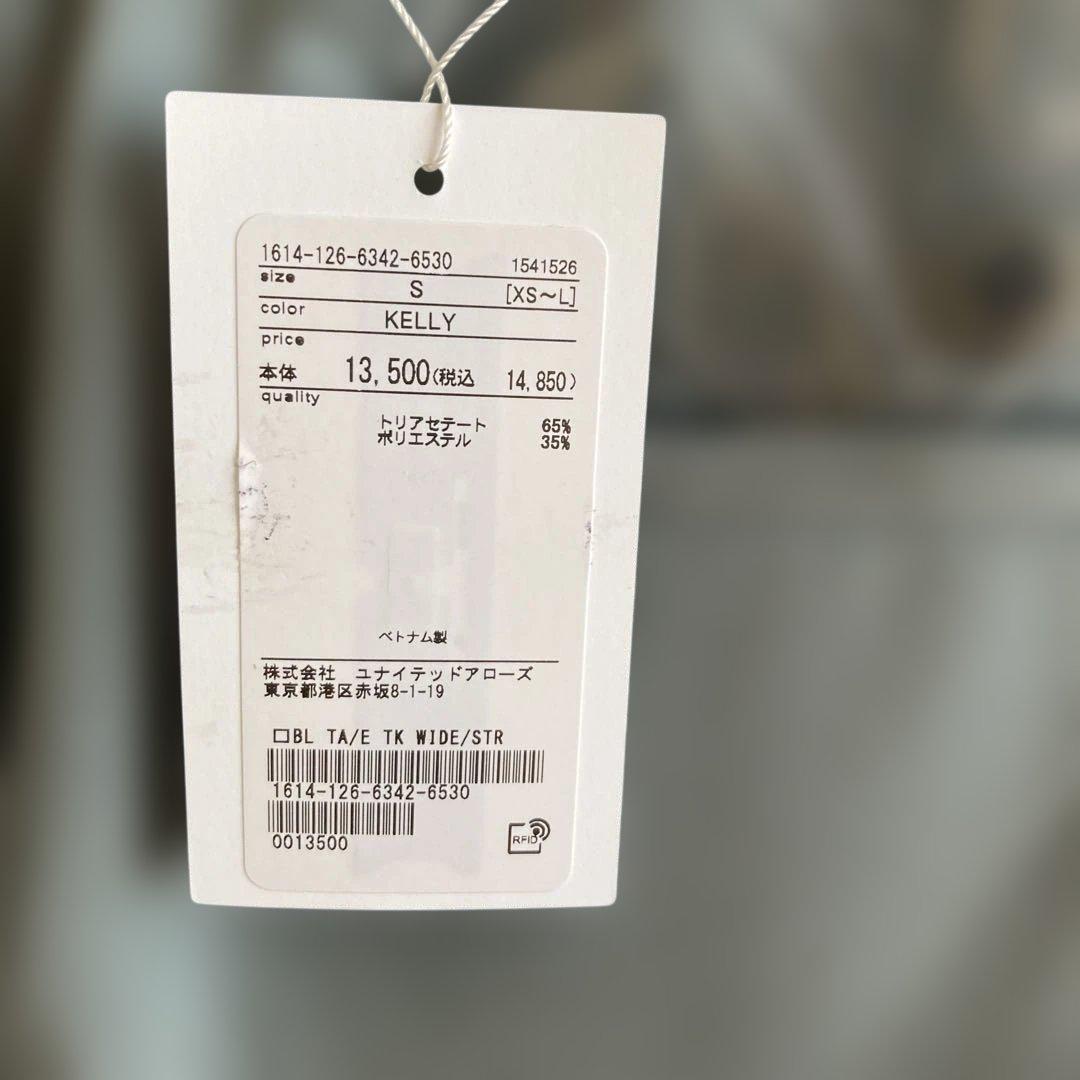 1614-126-6342-6530 1541526
size S [XS~L]
color KELLY
price
本体 13,500(税込 14,850)
quality
トリアセテート 65%
ポリエステル 35%
ベトナム製
株式会社 ユナイテッドアローズ
東京都港区赤坂8-1-19
□BL TA/E TK WIDE/STR
1614-126-6342-6530
0013500
RFID